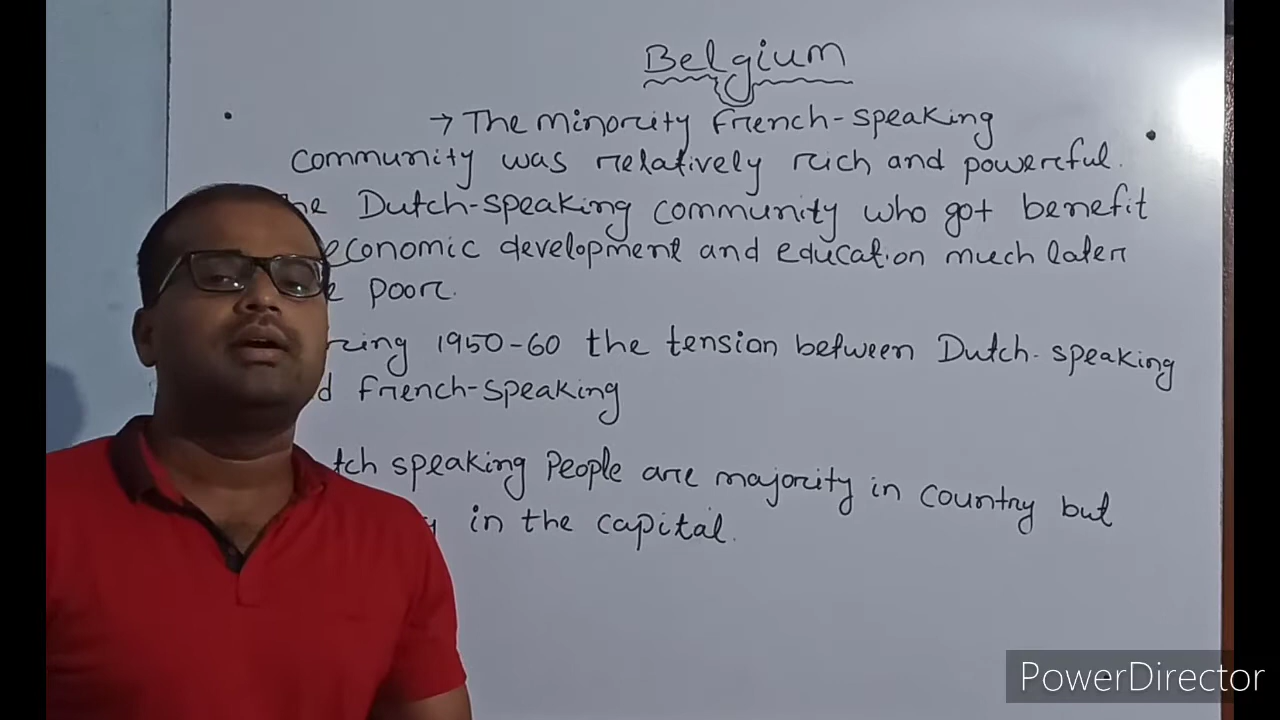 Belgium
→ The minority French-speaking
community was relatively rich and powerful.
Dutch-speaking community who got benefit
economic development and education much later
poor.
1950-60 the tension between Dutch-speaking
French-speaking
speaking People are majority in country but
in the capital.
PowerDirector